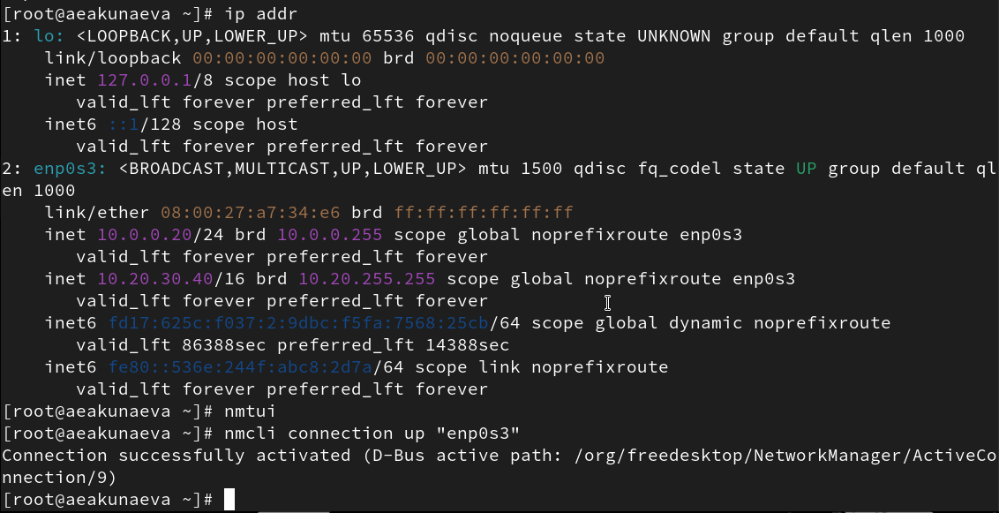 [root@aeakunaeva ~]# ip addr
1: lo: <LOOPBACK,UP,LOWER_UP> mtu 65536 qdisc noqueue state UNKNOWN group default qlen 1000
    link/loopback 00:00:00:00:00:00 brd 00:00:00:00:00:00
    inet 127.0.0.1/8 scope host lo
       valid_lft forever preferred_lft forever
    inet6 ::1/128 scope host
       valid_lft forever preferred_lft forever
2: enp0s3: <BROADCAST,MULTICAST,UP,LOWER_UP> mtu 1500 qdisc fq_codel state UP group default ql
en 1000
    link/ether 08:00:27:a7:34:e6 brd ff:ff:ff:ff:ff:ff
    inet 10.0.0.20/24 brd 10.0.0.255 scope global noprefixroute enp0s3
       valid_lft forever preferred_lft forever
    inet 10.20.30.40/16 brd 10.20.255.255 scope global noprefixroute enp0s3
       valid_lft forever preferred_lft forever
    inet6 fd17:625c:f037:2:9dbc:f5fa:7568:25cb/64 scope global dynamic noprefixroute
       valid_lft 86388sec preferred_lft 14388sec
    inet6 fe80::536e:244f:abc8:2d7a/64 scope link noprefixroute
       valid_lft forever preferred_lft forever
[root@aeakunaeva ~]# nmtui
[root@aeakunaeva ~]# nmcli connection up "enp0s3"
Connection successfully activated (D-Bus active path: /org/freedesktop/NetworkManager/ActiveCo
nnection/9)
[root@aeakunaeva ~]#